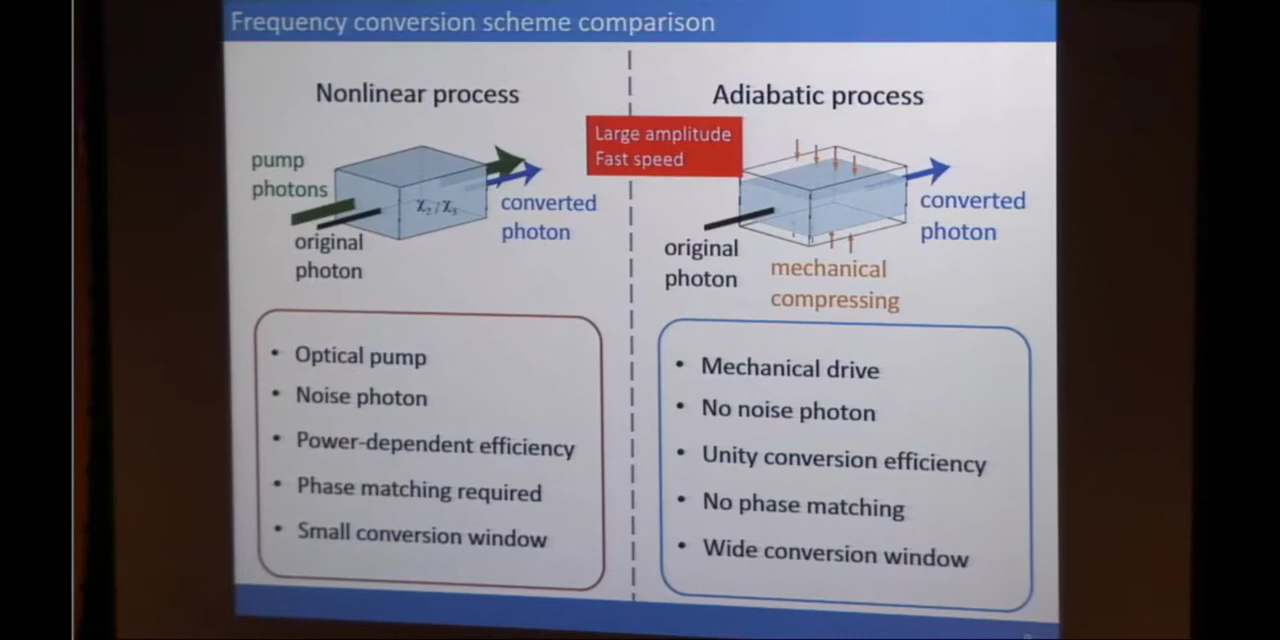 Frequency conversion scheme comparison
Nonlinear process
pump
photons
χ₂/χ₃
original
photon
converted
photon
Large amplitude
Fast speed
Adiabatic process
original
photon
mechanical
compressing
converted
photon
• Optical pump
• Noise photon
• Power-dependent efficiency
• Phase matching required
• Small conversion window
• Mechanical drive
• No noise photon
• Unity conversion efficiency
• No phase matching
• Wide conversion window